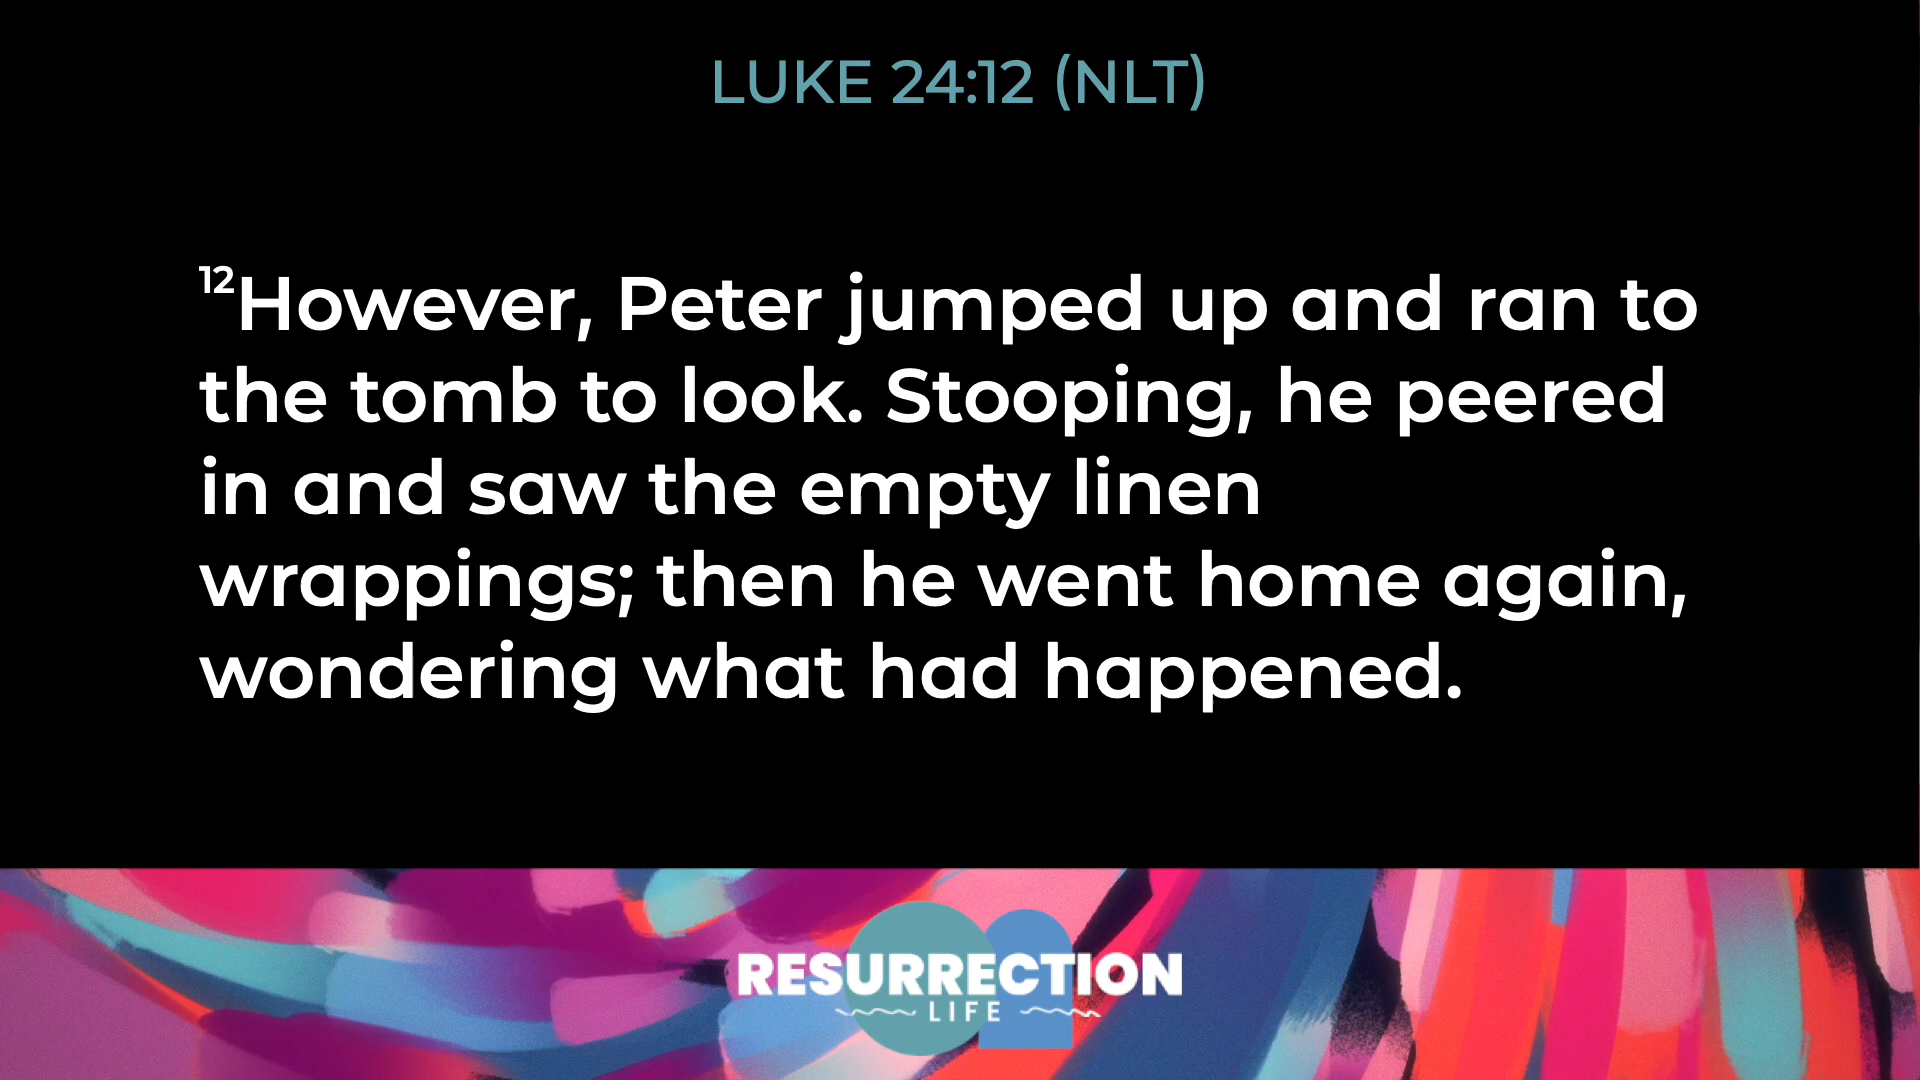 LUKE 24:12 (NLT)
¹²However, Peter jumped up and ran to
the tomb to look. Stooping, he peered
in and saw the empty linen
wrappings; then he went home again,
wondering what had happened.
RESURRECTION
LIFE